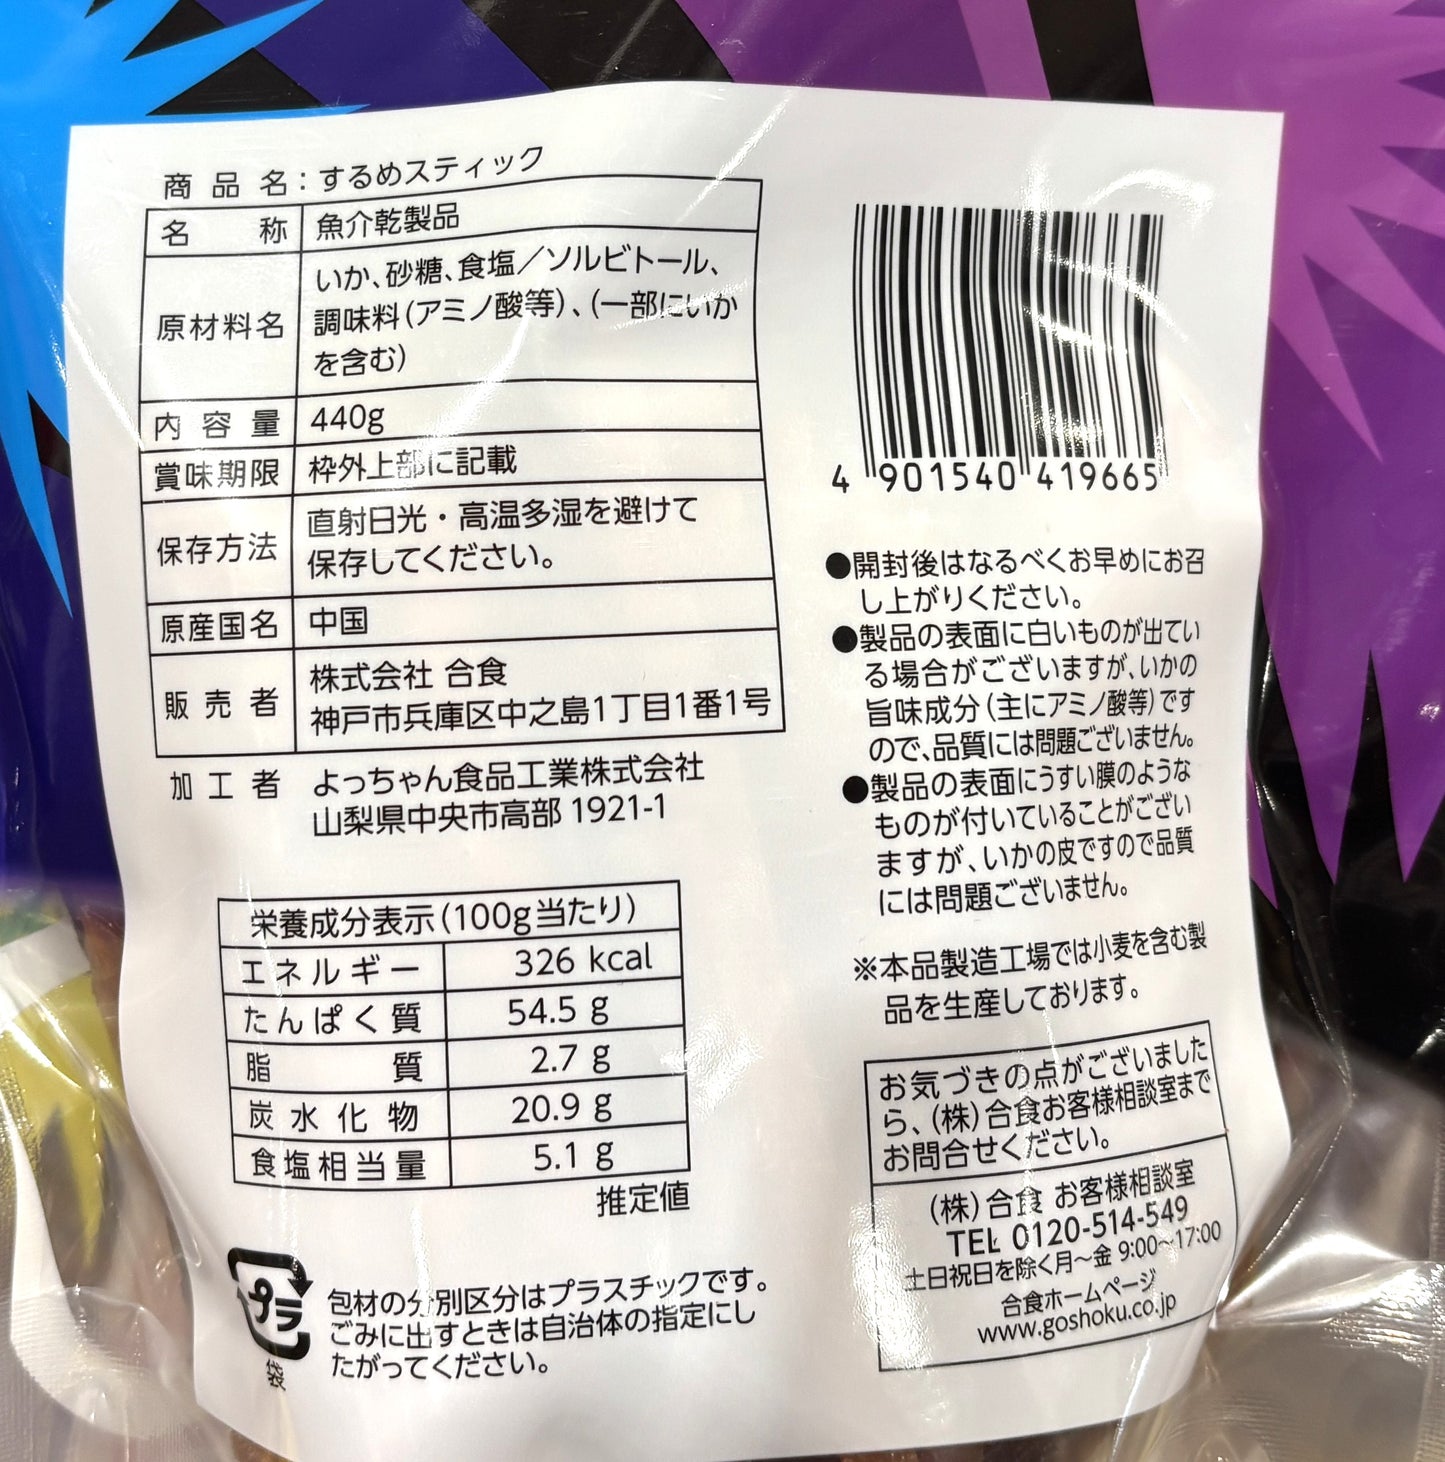 商品名：するめスティック
名称 魚介乾製品
原材料名 いか、砂糖、食塩／ソルビトール、
調味料（アミノ酸等）、（一部にいか
を含む）
内容量 440g
賞味期限 枠外上部に記載
保存方法 直射日光・高温多湿を避けて
保存してください。
原産国名 中国
販売者 株式会社 合食
神戸市兵庫区中之島1丁目1番1号
加工者 よっちゃん食品工業株式会社
山梨県中央市高部 1921-1
栄養成分表示（100g当たり）
エネルギー 326 kcal
たんぱく質 54.5 g
脂質 2.7 g
炭水化物 20.9 g
食塩相当量 5.1 g
推定値
プラ
袋
包材の分別区分はプラスチックです。
ごみに出すときは自治体の指定にし
たがってください。
4 901540 419665
●開封後はなるべくお早めにお召
し上がりください。
●製品の表面に白いものが出てい
る場合がございますが、いかの
旨味成分（主にアミノ酸等）です
ので、品質には問題ございません。
●製品の表面にうすい膜のような
ものが付いていることがござい
ますが、いかの皮ですので品質
には問題ございません。
※本品製造工場では小麦を含む製
品を生産しております。
お気づきの点がございました
ら、（株）合食お客様相談室まで
お問合せください。
（株）合食 お客様相談室
TEL 0120-514-549
土日祝日を除く月～金 9:00～17:00
合食ホームページ
www.goshoku.co.jp